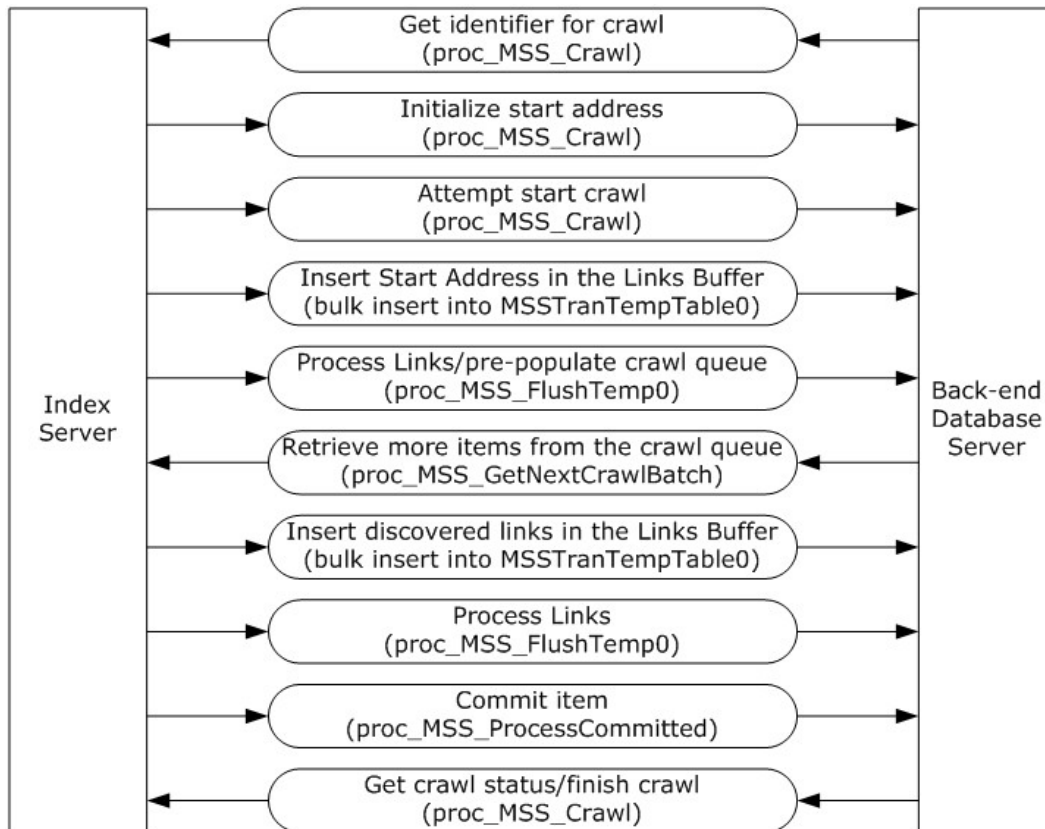 Get identifier for crawl
(proc_MSS_Crawl)
Initialize start address
(proc_MSS_Crawl)
Attempt start crawl
(proc_MSS_Crawl)
Insert Start Address in the Links Buffer
(bulk insert into MSSTranTempTable0)
Process Links/pre-populate crawl queue
(proc_MSS_FlushTemp0)
Index
Server
Back-end
Database
Server
Retrieve more items from the crawl queue
(proc_MSS_GetNextCrawlBatch)
Insert discovered links in the Links Buffer
(bulk insert into MSSTranTempTable0)
Process Links
(proc_MSS_FlushTemp0)
Commit item
(proc_MSS_ProcessCommitted)
Get crawl status/finish crawl
(proc_MSS_Crawl)